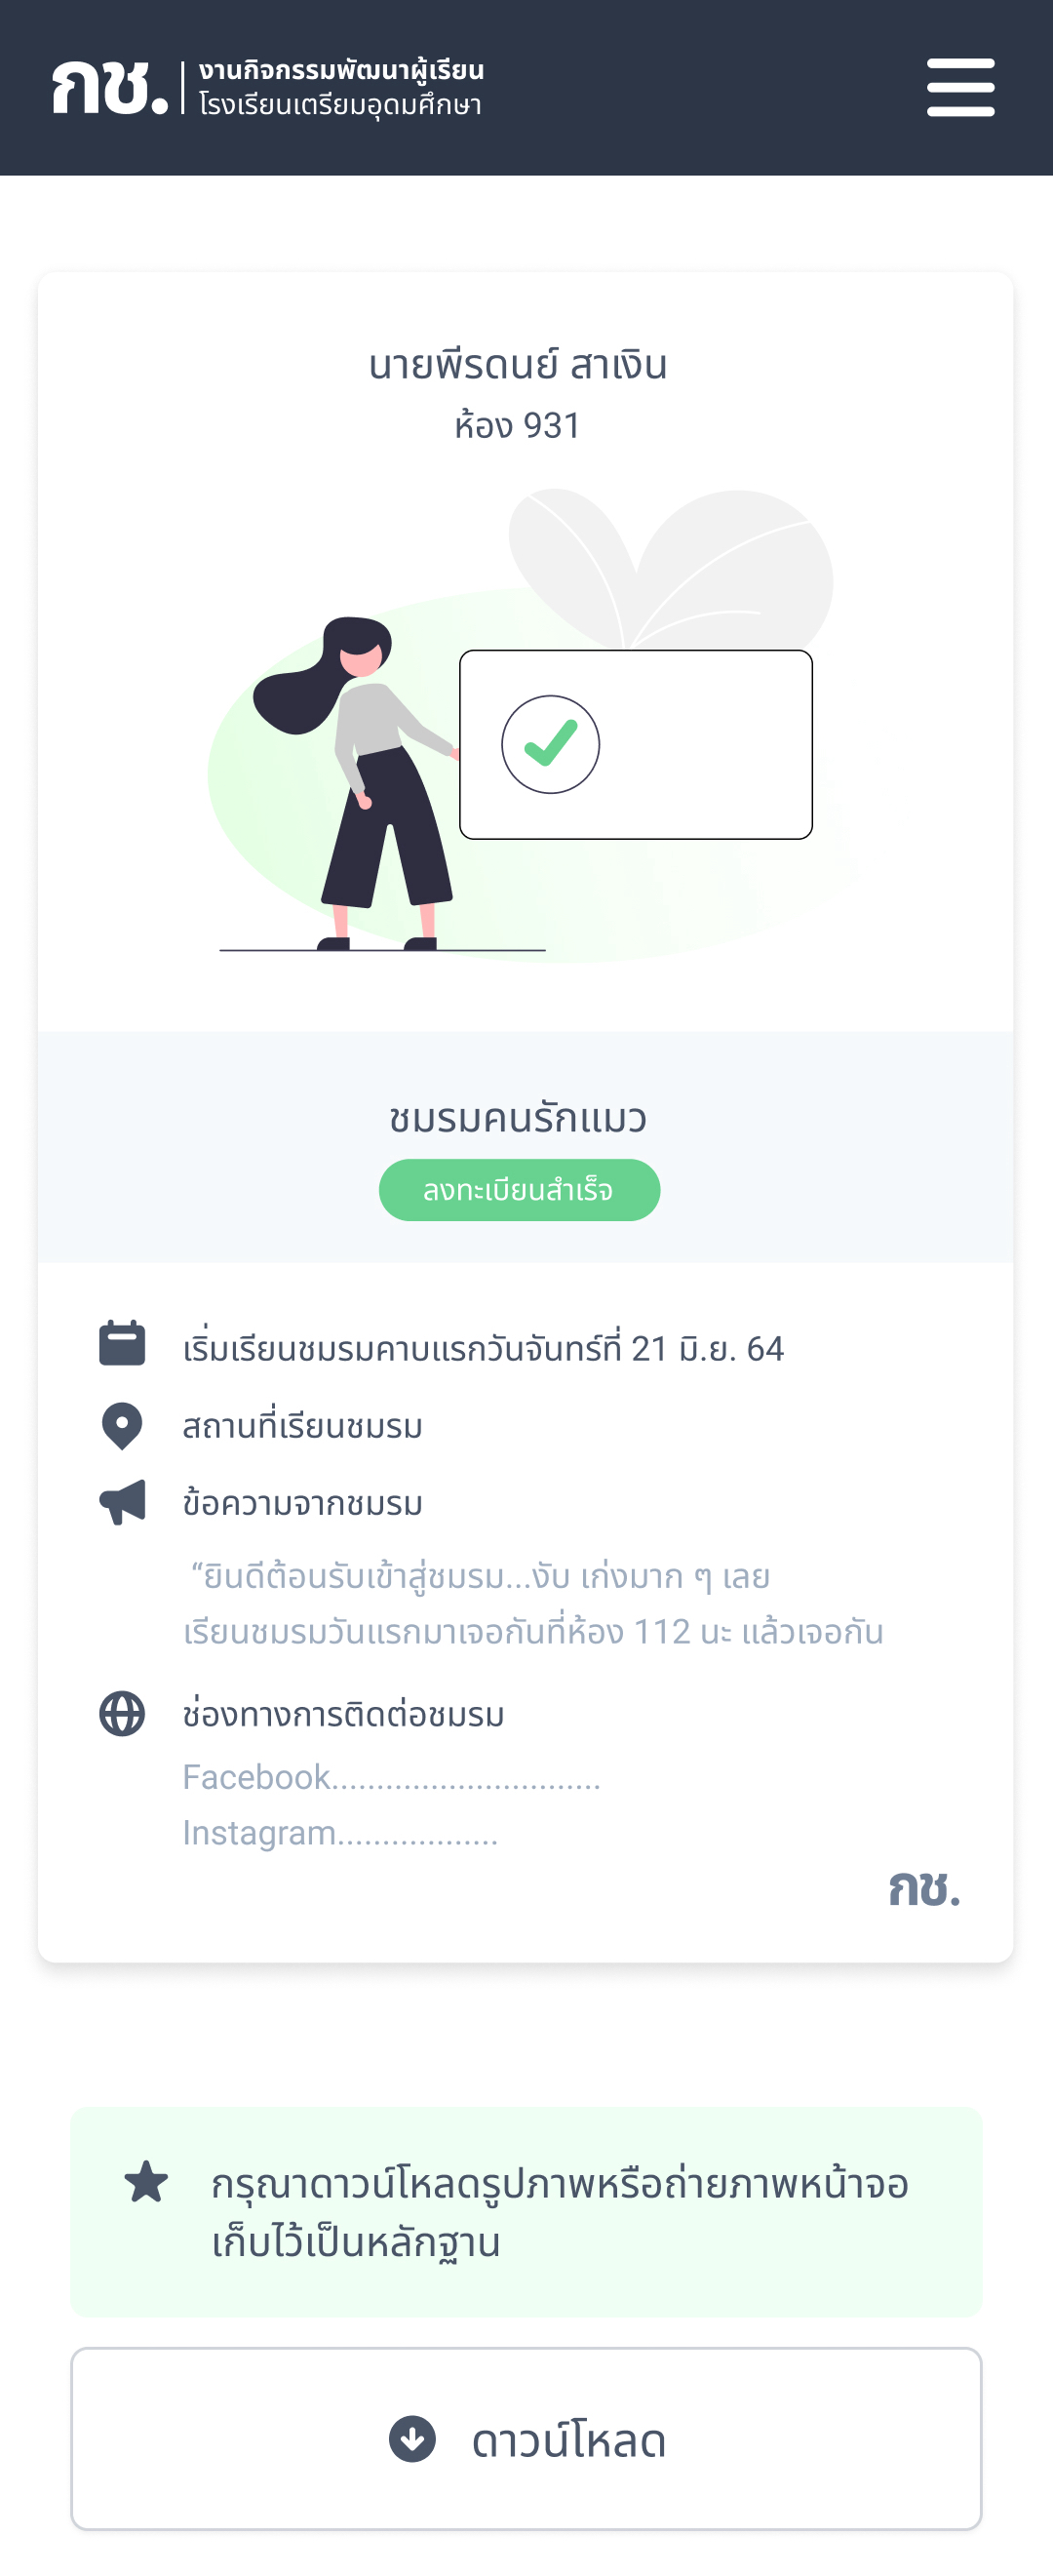 กช.
งานกิจกรรมพัฒนาผู้เรียน
โรงเรียนเตรียมอุดมศึกษา
นายพีรดนย์ สาเงิน
ห้อง 931
ชมรมคนรักแมว
ลงทะเบียนสำเร็จ
เริ่มเรียนชมรมคาบแรกวันจันทร์ที่ 21 มิ.ย. 64
สถานที่เรียนชมรม
ข้อความจากชมรม
“ยินดีต้อนรับเข้าสู่ชมรม...งับ เก่งมาก ๆ เลย
เรียนชมรมวันแรกมาเจอกันที่ห้อง 112 นะ แล้วเจอกัน
ช่องทางการติดต่อชมรม
Facebook..............................
Instagram..................
กช.
กรุณาดาวน์โหลดรูปภาพหรือถ่ายภาพหน้าจอ
เก็บไว้เป็นหลักฐาน
ดาวน์โหลด